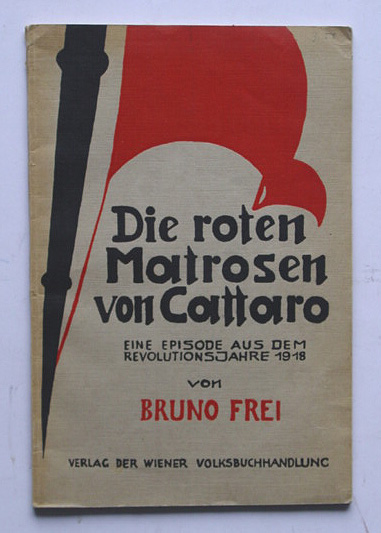 Die roten
Matrosen
von Cattaro
EINE EPISODE AUS DEM
REVOLUTIONSJAHRE 1918
von
BRUNO FREI
VERLAG DER WIENER VOLKSBUCHHANDLUNG